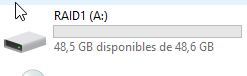 RAID1 (A:)
48,5 GB disponibles de 48,6 GB